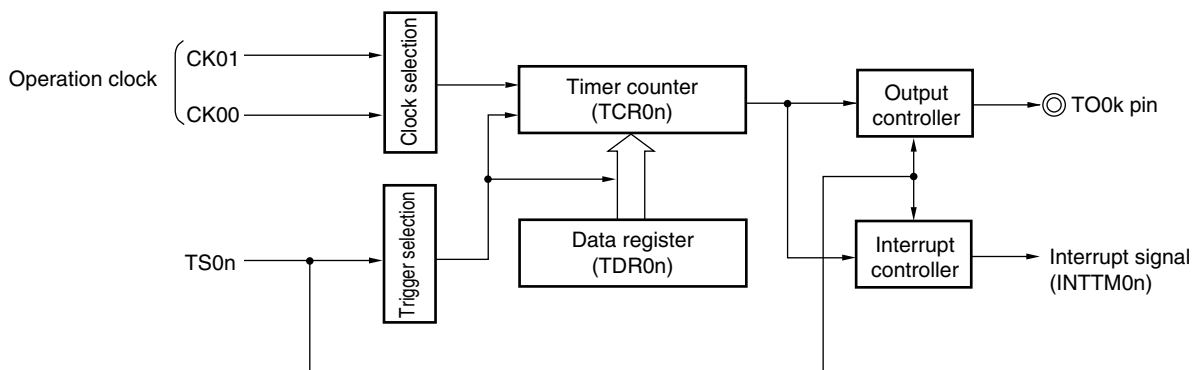 Operation clock
CK01
CK00
Clock selection
Timer counter
(TCR0n)
Output
controller
TO0k pin
TS0n
Trigger selection
Data register
(TDR0n)
Interrupt
controller
Interrupt signal
(INTTM0n)